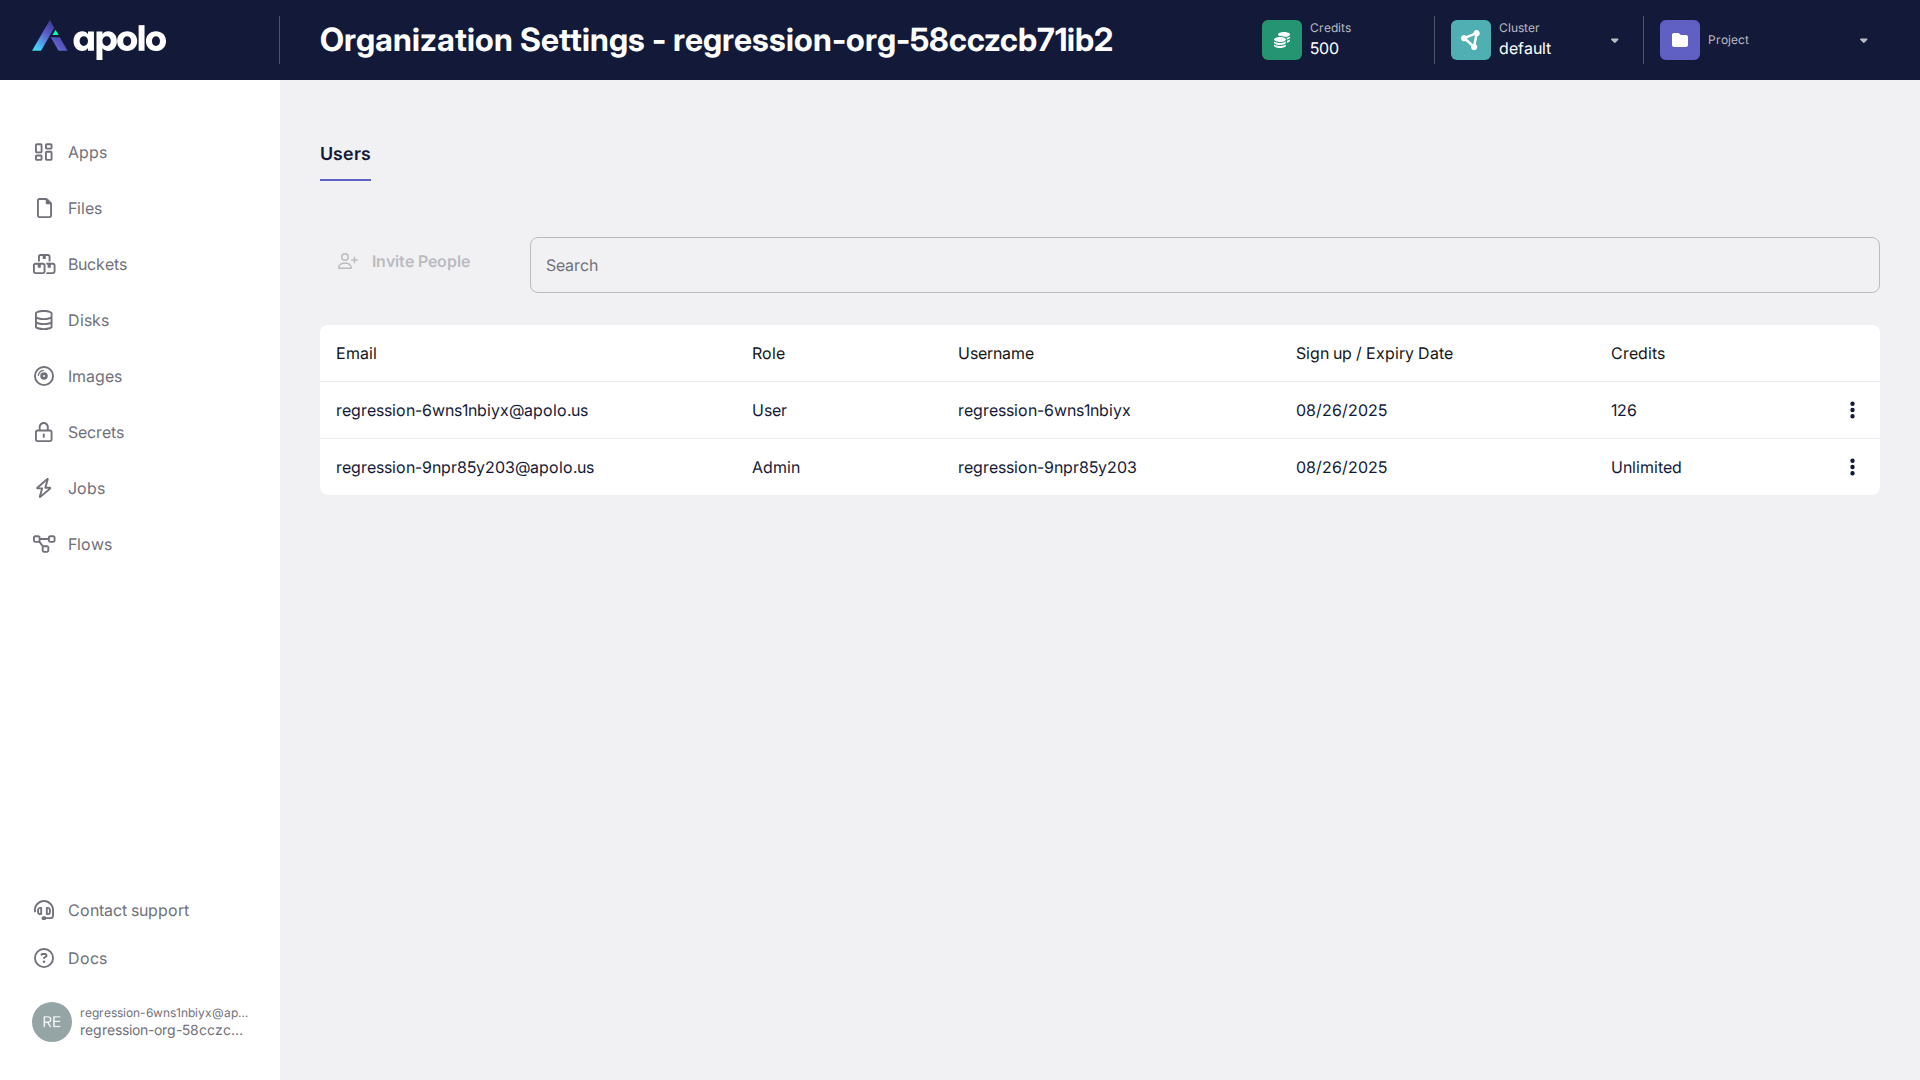 apolo
Organization Settings - regression-org-58cczcb71ib2
Credits
500
Cluster
default
Project
Apps
Files
Buckets
Disks
Images
Secrets
Jobs
Flows
Contact support
Docs
RE
regression-6wns1nbiyx@ap...
regression-org-58cczc...
Users
Invite People
Search
Email Role Username Sign up / Expiry Date Credits
regression-6wns1nbiyx@apolo.us User regression-6wns1nbiyx 08/26/2025 126
regression-9npr85y203@apolo.us Admin regression-9npr85y203 08/26/2025 Unlimited